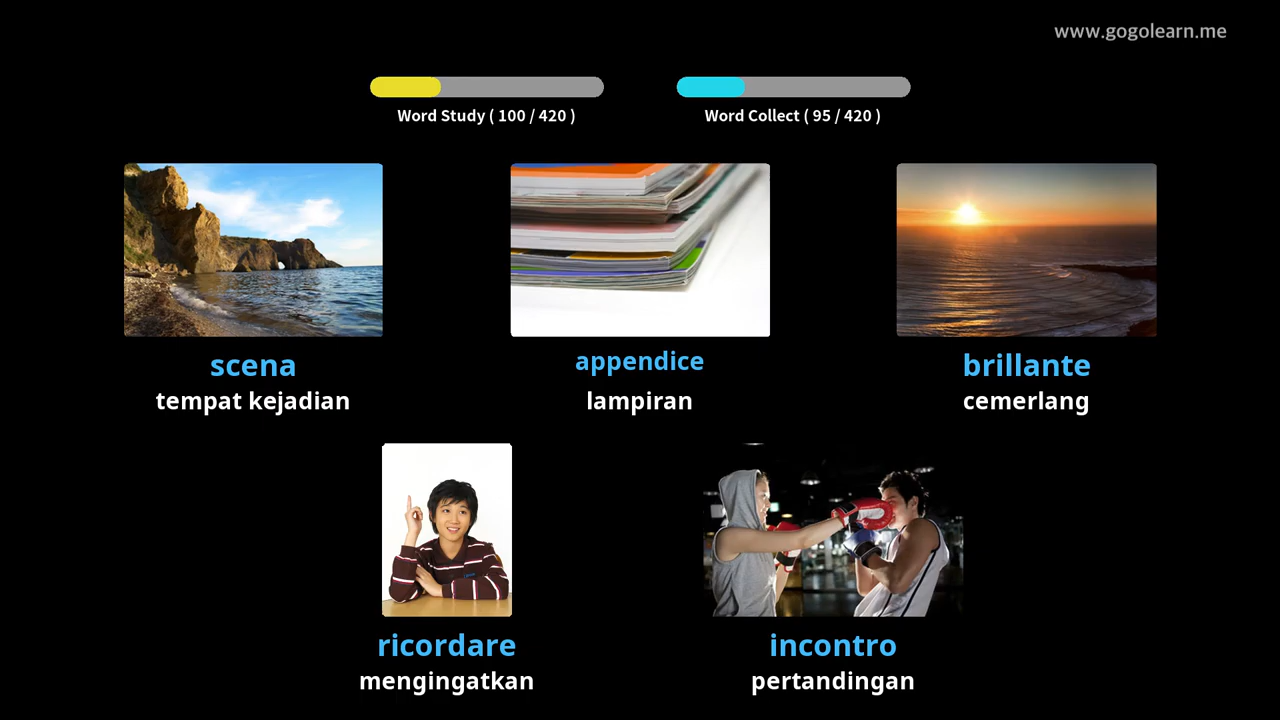 www.gogolearn.me
Word Study ( 100 / 420 )
Word Collect ( 95 / 420 )
scena
tempat kejadian
appendice
lampiran
brillante
cemerlang
ricordare
mengingatkan
incontro
pertandingan